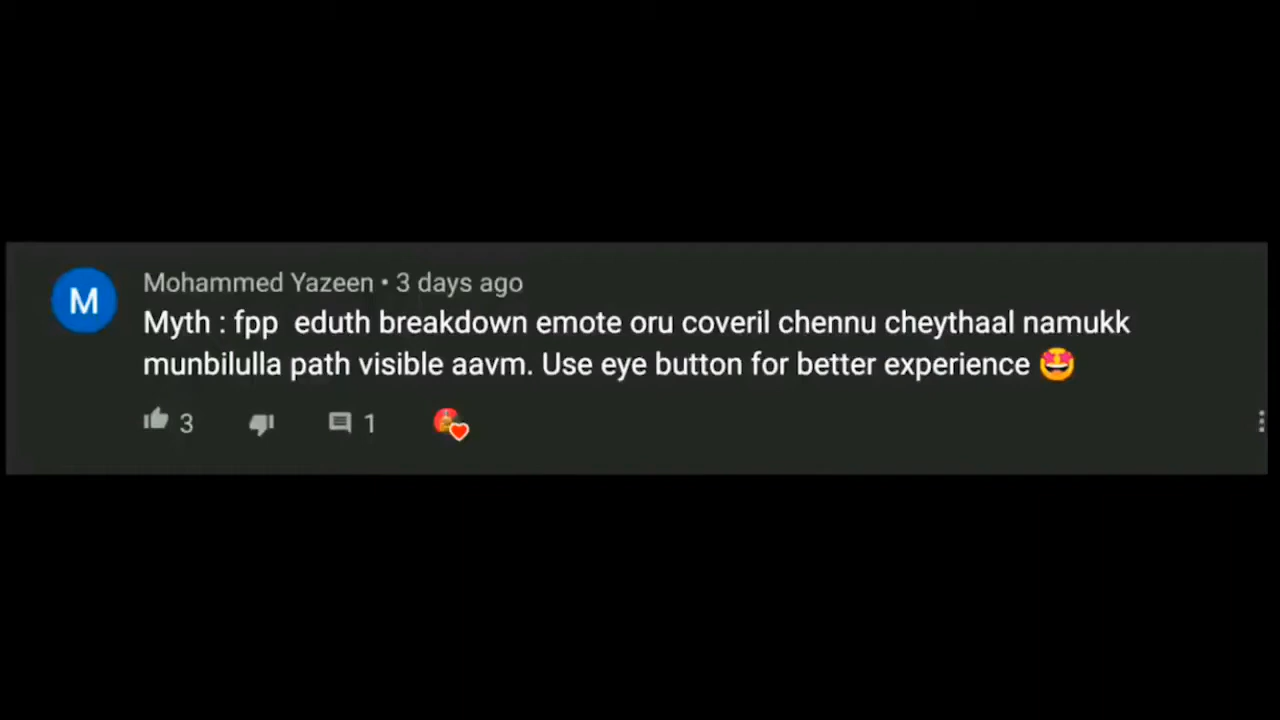 M
Mohammed Yazeen • 3 days ago
Myth : fpp eduth breakdown emote oru coveril chennu cheythaal namukk
munbilulla path visible aavm. Use eye button for better experience 🤩
3 1